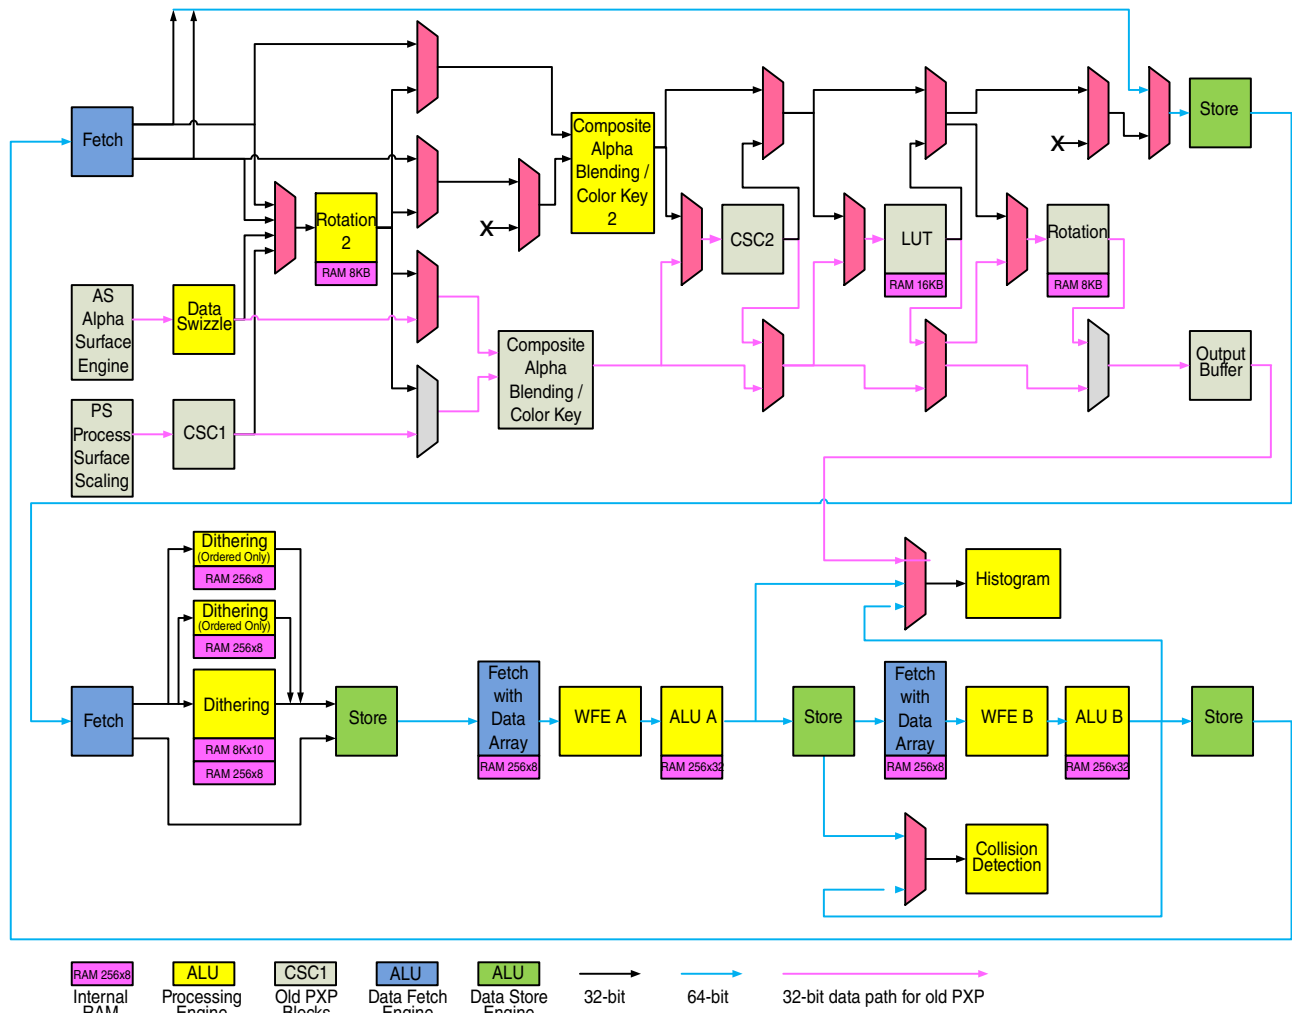 Fetch
Composite
Alpha
Blending /
Color Key
2
Store
X
Rotation
2
RAM 8KB
X
CSC2
LUT
RAM 16KB
Rotation
RAM 8KB
AS
Alpha
Surface
Engine
Data
Swizzle
Composite
Alpha
Blending /
Color Key
Output
Buffer
PS
Process
Surface
Scaling
CSC1
Dithering
(Ordered Only)
RAM 256x8
Dithering
(Ordered Only)
RAM 256x8
Histogram
Fetch
Dithering
RAM 8Kx10
RAM 256x8
Store
Fetch
with
Data
Array
RAM 256x8
WFE A
ALU A
RAM 256x32
Store
Fetch
with
Data
Array
RAM 256x8
WFE B
ALU B
RAM 256x32
Store
Collision
Detection
RAM 256x8
Internal
RAM
ALU
Processing
Engine
CSC1
Old PXP
Blocks
ALU
Data Fetch
Engine
ALU
Data Store
Engine
32-bit
64-bit
32-bit data path for old PXP